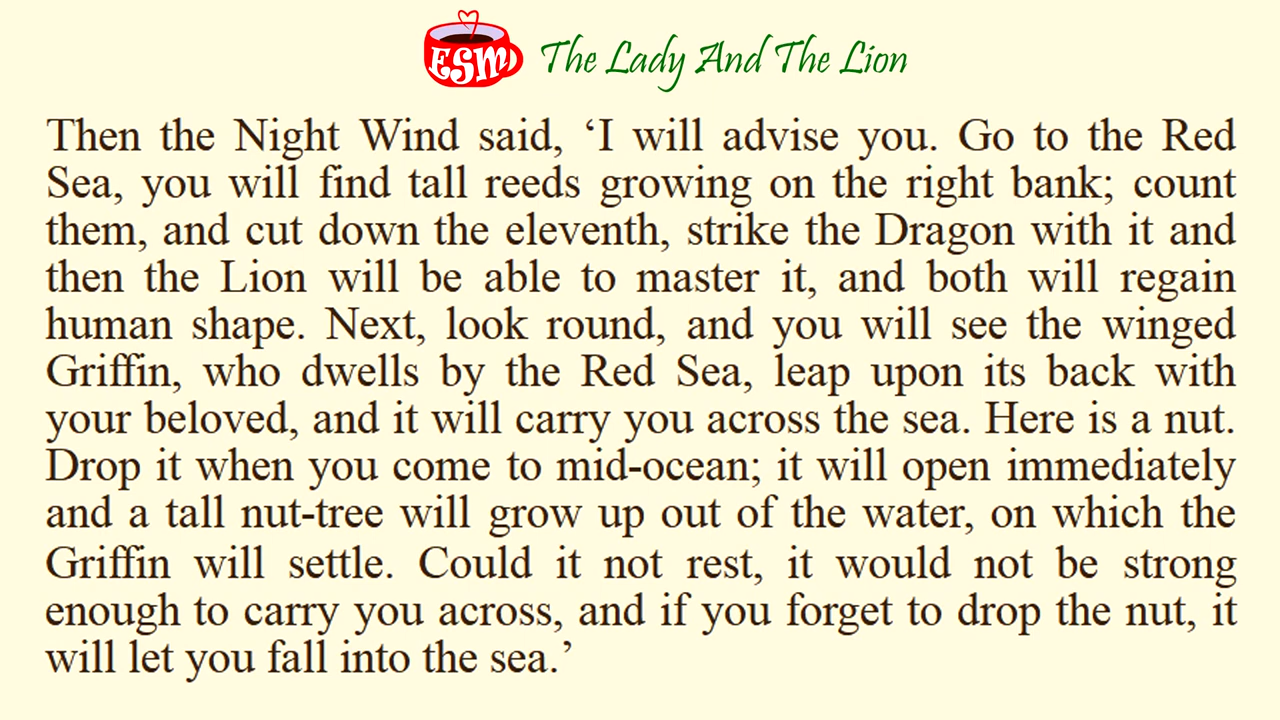 ESM The Lady And The Lion
Then the Night Wind said, ‘I will advise you. Go to the Red
Sea, you will find tall reeds growing on the right bank; count
them, and cut down the eleventh, strike the Dragon with it and
then the Lion will be able to master it, and both will regain
human shape. Next, look round, and you will see the winged
Griffin, who dwells by the Red Sea, leap upon its back with
your beloved, and it will carry you across the sea. Here is a nut.
Drop it when you come to mid-ocean; it will open immediately
and a tall nut-tree will grow up out of the water, on which the
Griffin will settle. Could it not rest, it would not be strong
enough to carry you across, and if you forget to drop the nut, it
will let you fall into the sea.’